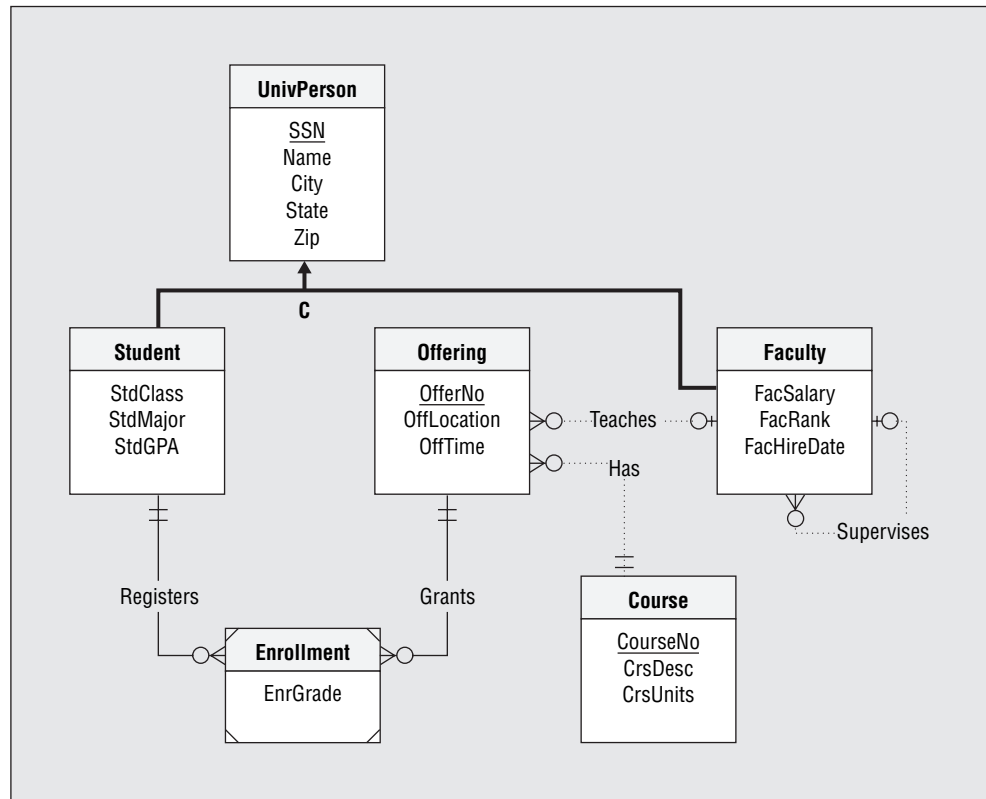 UnivPerson
SSN
Name
City
State
Zip
C
Student
StdClass
StdMajor
StdGPA
Offering
OfferNo
OffLocation
OffTime
Faculty
FacSalary
FacRank
FacHireDate
Teaches
Has
Supervises
Registers
Grants
Enrollment
EnrGrade
Course
CourseNo
CrsDesc
CrsUnits